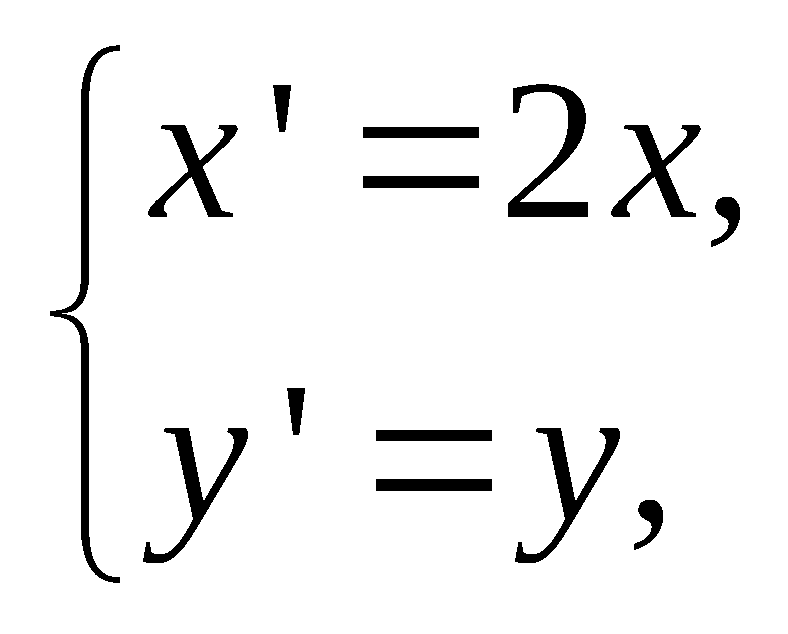 x' = 2x,
y' = y,